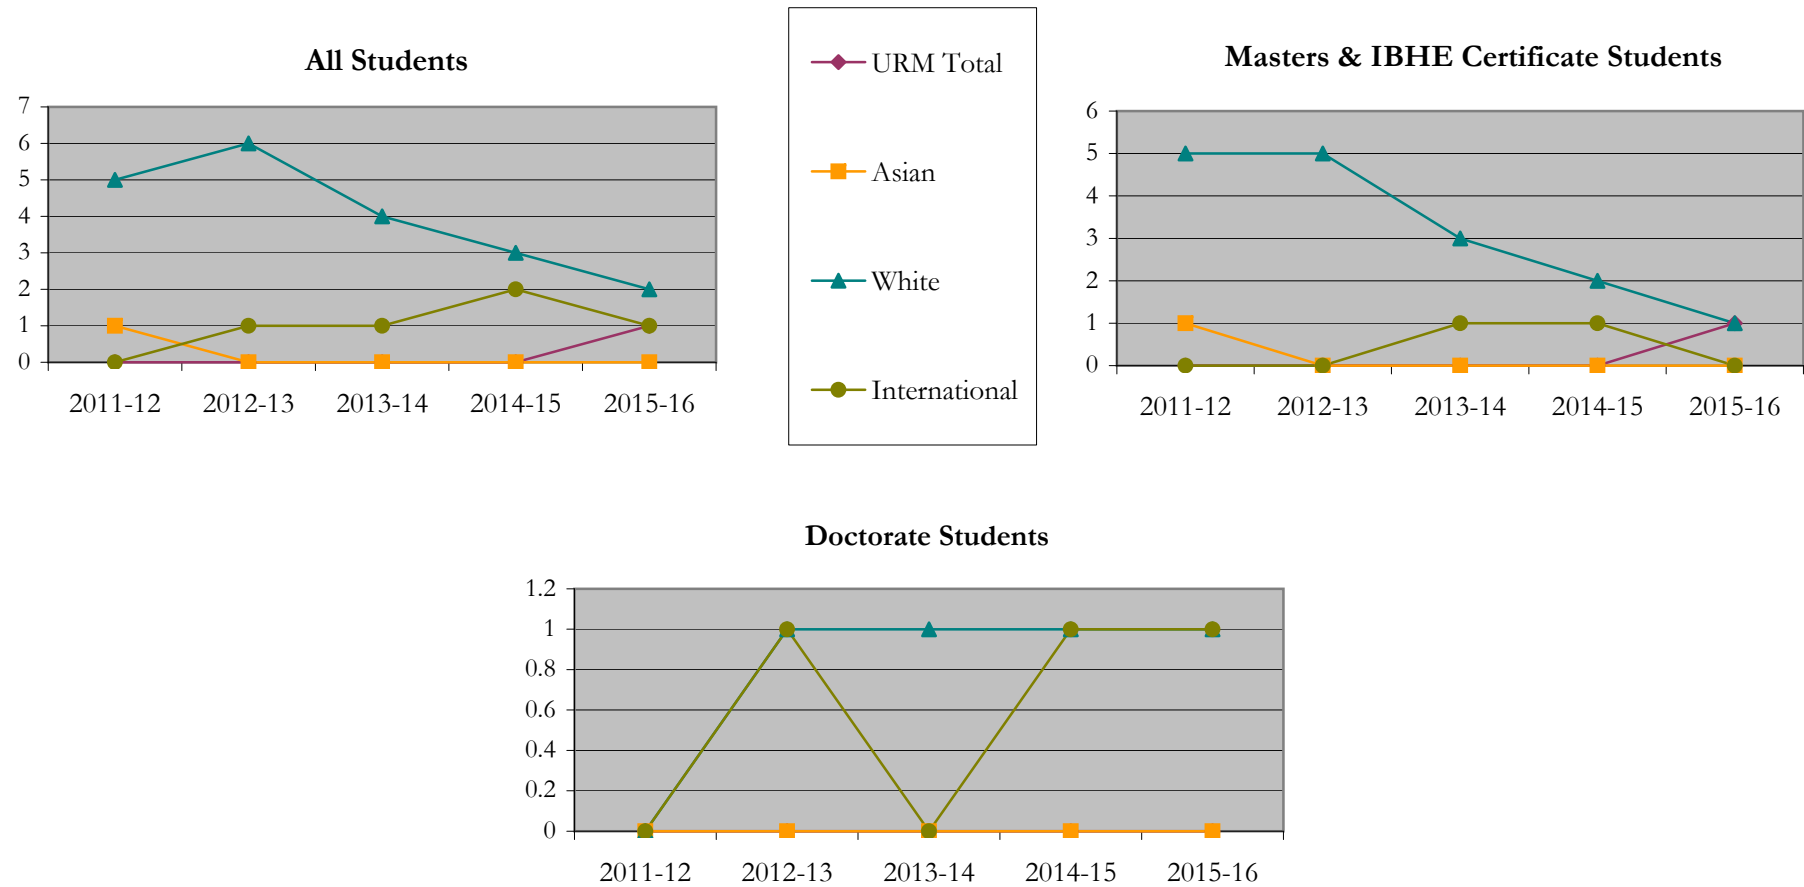 All Students
7
6
5
4
3
2
1
0
2011-12 2012-13 2013-14 2014-15 2015-16
URM Total
Asian
White
International
Masters & IBHE Certificate Students
6
5
4
3
2
1
0
2011-12 2012-13 2013-14 2014-15 2015-16
Doctorate Students
1.2
1
0.8
0.6
0.4
0.2
0
2011-12 2012-13 2013-14 2014-15 2015-16